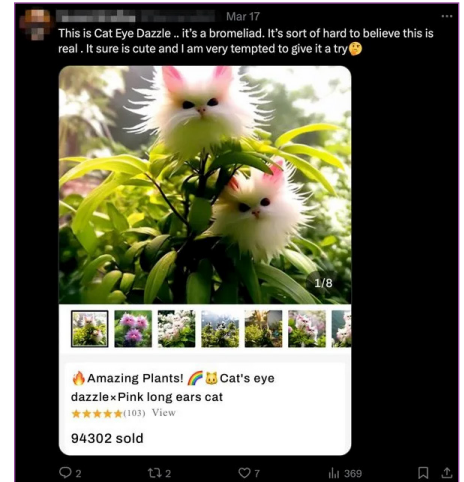 Mar 17
This is Cat Eye Dazzle .. it's a bromeliad. It's sort of hard to believe this is
real . It sure is cute and I am very tempted to give it a try🤔
1/8
🔥Amazing Plants! 🌈🐱Cat's eye
dazzle×Pink long ears cat
★★★★★(103) View
94302 sold
2 2 7 369